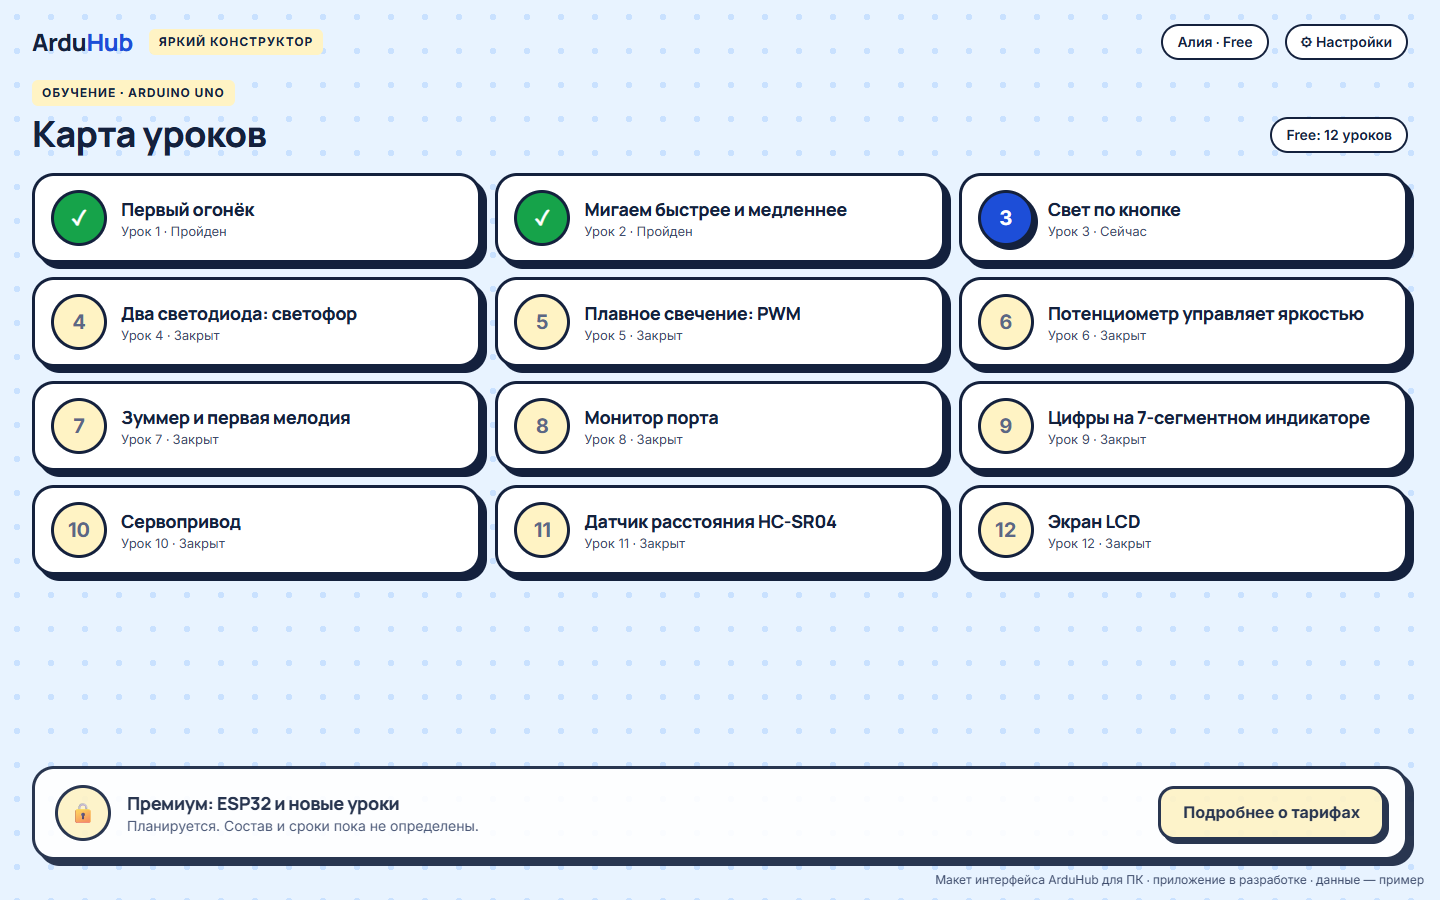 ArduHub
ЯРКИЙ КОНСТРУКТОР
Алия · Free
⚙ Настройки
ОБУЧЕНИЕ · ARDUINO UNO
Карта уроков
Free: 12 уроков
✓
Первый огонёк
Урок 1 · Пройден
✓
Мигаем быстрее и медленнее
Урок 2 · Пройден
3
Свет по кнопке
Урок 3 · Сейчас
4
Два светодиода: светофор
Урок 4 · Закрыт
5
Плавное свечение: PWM
Урок 5 · Закрыт
6
Потенциометр управляет яркостью
Урок 6 · Закрыт
7
Зуммер и первая мелодия
Урок 7 · Закрыт
8
Монитор порта
Урок 8 · Закрыт
9
Цифры на 7-сегментном индикаторе
Урок 9 · Закрыт
10
Сервопривод
Урок 10 · Закрыт
11
Датчик расстояния HC-SR04
Урок 11 · Закрыт
12
Экран LCD
Урок 12 · Закрыт
Премиум: ESP32 и новые уроки
Планируется. Состав и сроки пока не определены.
Подробнее о тарифах
Макет интерфейса ArduHub для ПК · приложение в разработке · данные — пример